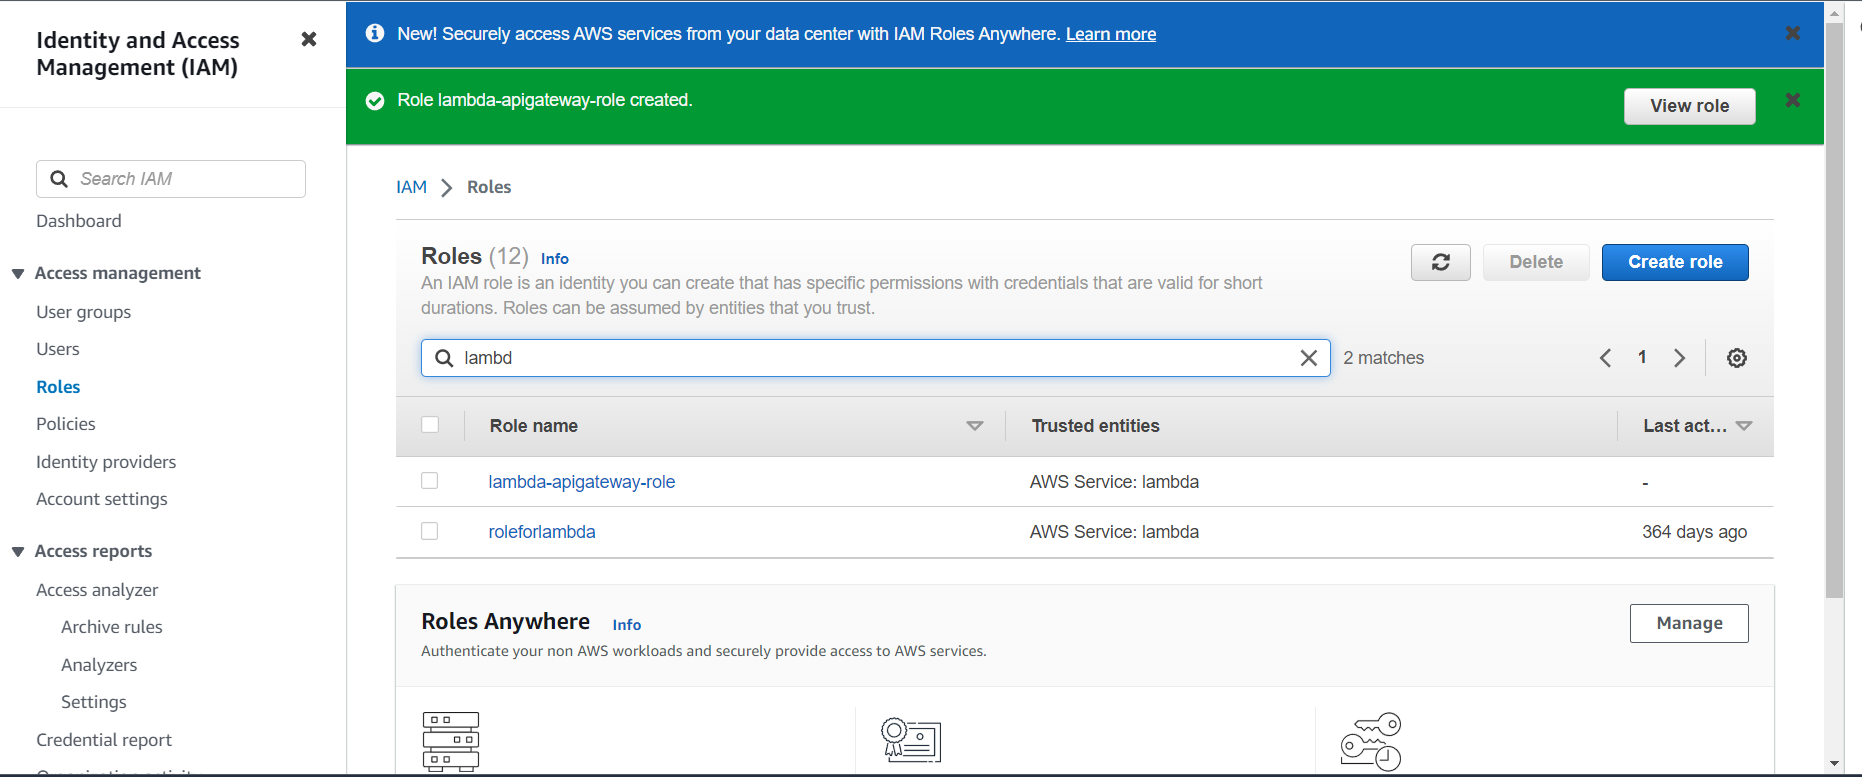 Identity and Access
Management (IAM)
Search IAM
Dashboard
Access management
User groups
Users
Roles
Policies
Identity providers
Account settings
Access reports
Access analyzer
Archive rules
Analyzers
Settings
Credential report
New! Securely access AWS services from your data center with IAM Roles Anywhere. Learn more
Role lambda-apigateway-role created.
View role
IAM
Roles
Roles (12) Info
An IAM role is an identity you can create that has specific permissions with credentials that are valid for short
durations. Roles can be assumed by entities that you trust.
Delete
Create role
lambd
2 matches
1
Role name
Trusted entities
Last act...
lambda-apigateway-role
AWS Service: lambda
-
roleforlambda
AWS Service: lambda
364 days ago
Roles Anywhere Info
Authenticate your non AWS workloads and securely provide access to AWS services.
Manage